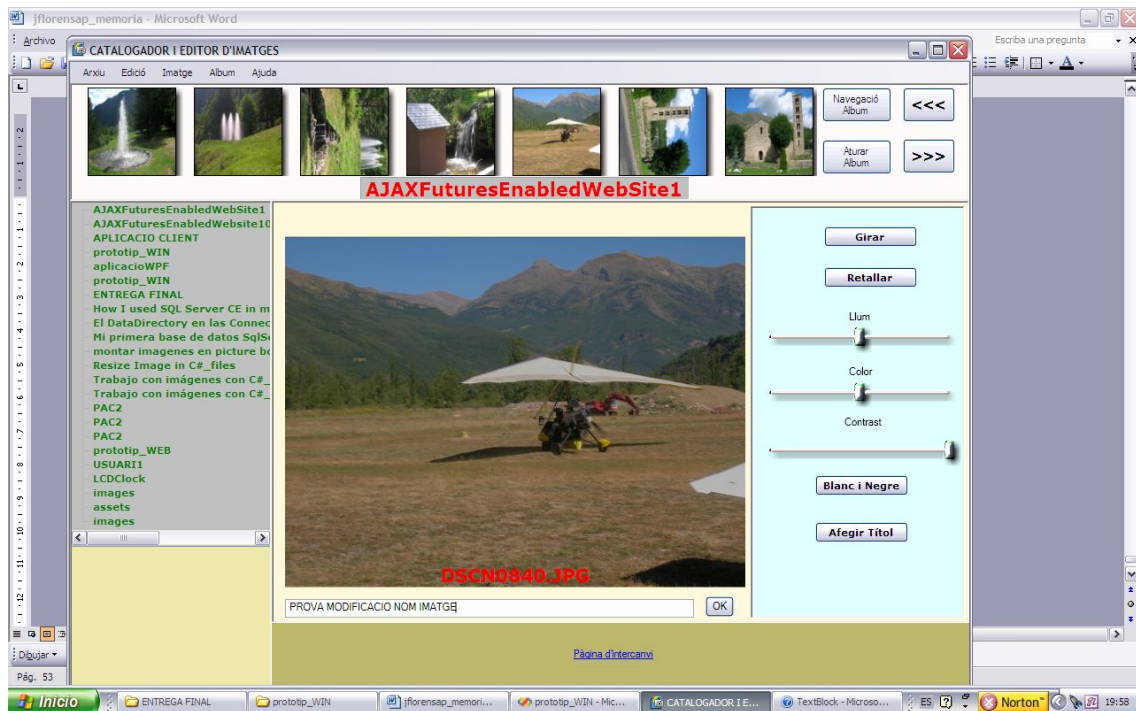 jflorensap_memoria - Microsoft Word
Archivo
Escriba una pregunta
CATALOGADOR I EDITOR D'IMATGES
Arxiu Edició Imatge Album Ajuda
Navegació
Album
<<<
Aturar
Album
>>>
AJAXFuturesEnabledWebSite1
AJAXFuturesEnabledWebSite1
AJAXFuturesEnabledWebsite10
APLICACIO CLIENT
prototip_WIN
aplicacioWPF
prototip_WIN
ENTREGA FINAL
How I used SQL Server CE in m
El DataDirectory en las Connec
Mi primera base de datos SqlSe
montar imagenes en picture bo
Resize Image in C#_files
Trabajo con imágenes con C#_
Trabajo con imágenes con C#_
PAC2
PAC2
PAC2
prototip_WEB
USUARI1
LCDClock
images
assets
images
Girar
Retallar
Llum
Color
Contrast
Blanc i Negre
Afegir Títol
DSCN0840.JPG
PROVA MODIFICACIO NOM IMATGE
OK
Pàgina d'intercanvi
Dibujar
Pág. 53
Inicio
ENTREGA FINAL
prototip_WIN
jflorensap_memori...
prototip_WIN - Mic...
CATALOGADOR I E...
TextBlock - Microso...
ES
Norton
19:58